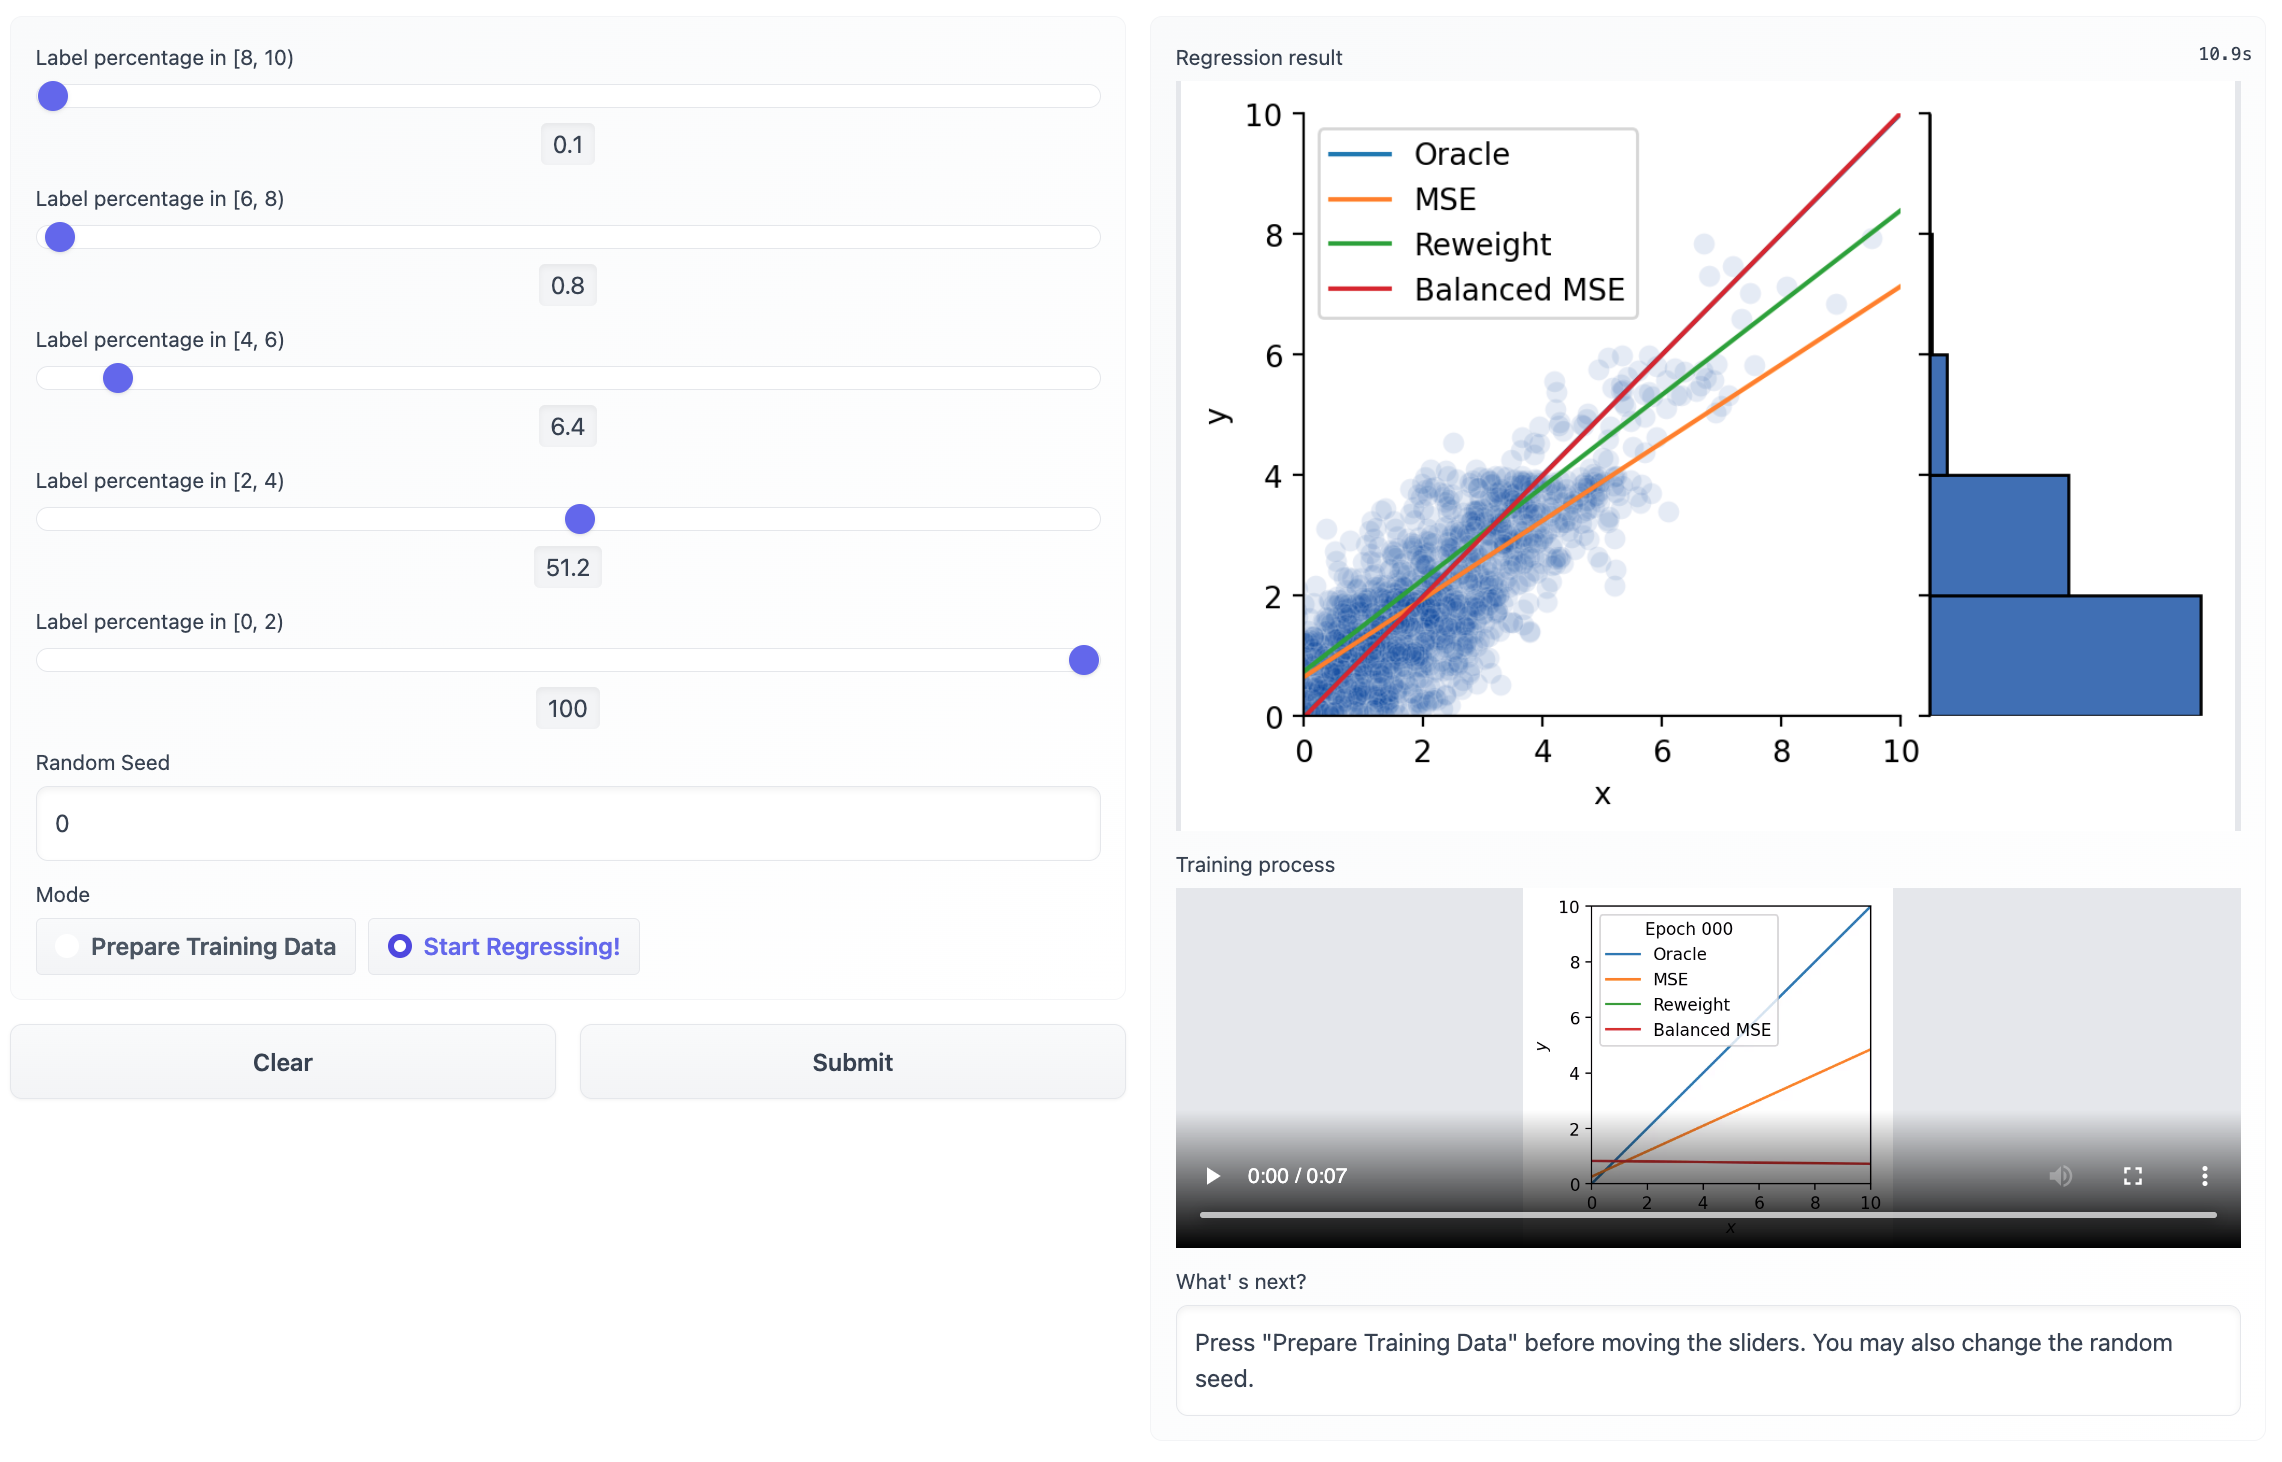 Label percentage in [8, 10)
0.1
Label percentage in [6, 8)
0.8
Label percentage in [4, 6)
6.4
Label percentage in [2, 4)
51.2
Label percentage in [0, 2)
100
Random Seed
0
Mode
Prepare Training Data
Start Regressing!
Clear
Submit
Regression result
10.9s
10
8
6
4
2
0
y
Oracle
MSE
Reweight
Balanced MSE
0 2 4 6 8 10
x
Training process
10
8
6
4
2
0
y
Epoch 000
Oracle
MSE
Reweight
Balanced MSE
0 2 4 6 8 10
x
0:00 / 0:07
What' s next?
Press "Prepare Training Data" before moving the sliders. You may also change the random
seed.